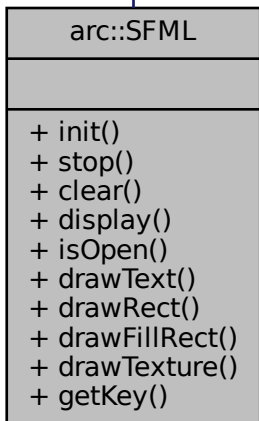 arc::SFML
+ init()
+ stop()
+ clear()
+ display()
+ isOpen()
+ drawText()
+ drawRect()
+ drawFillRect()
+ drawTexture()
+ getKey()